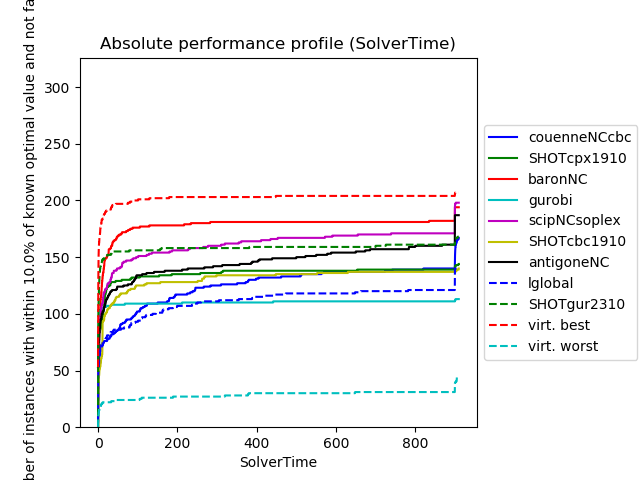 Absolute performance profile (SolverTime)
of instances with within 10.0% of known optimal value and not
300
250
200
150
100
50
0
0 200 400 600 800
SolverTime
couenneNCcbc
SHOTcpx1910
baronNC
gurobi
scipNCsoplex
SHOTcbc1910
antigoneNC
lglobal
SHOTgur2310
virt. best
virt. worst